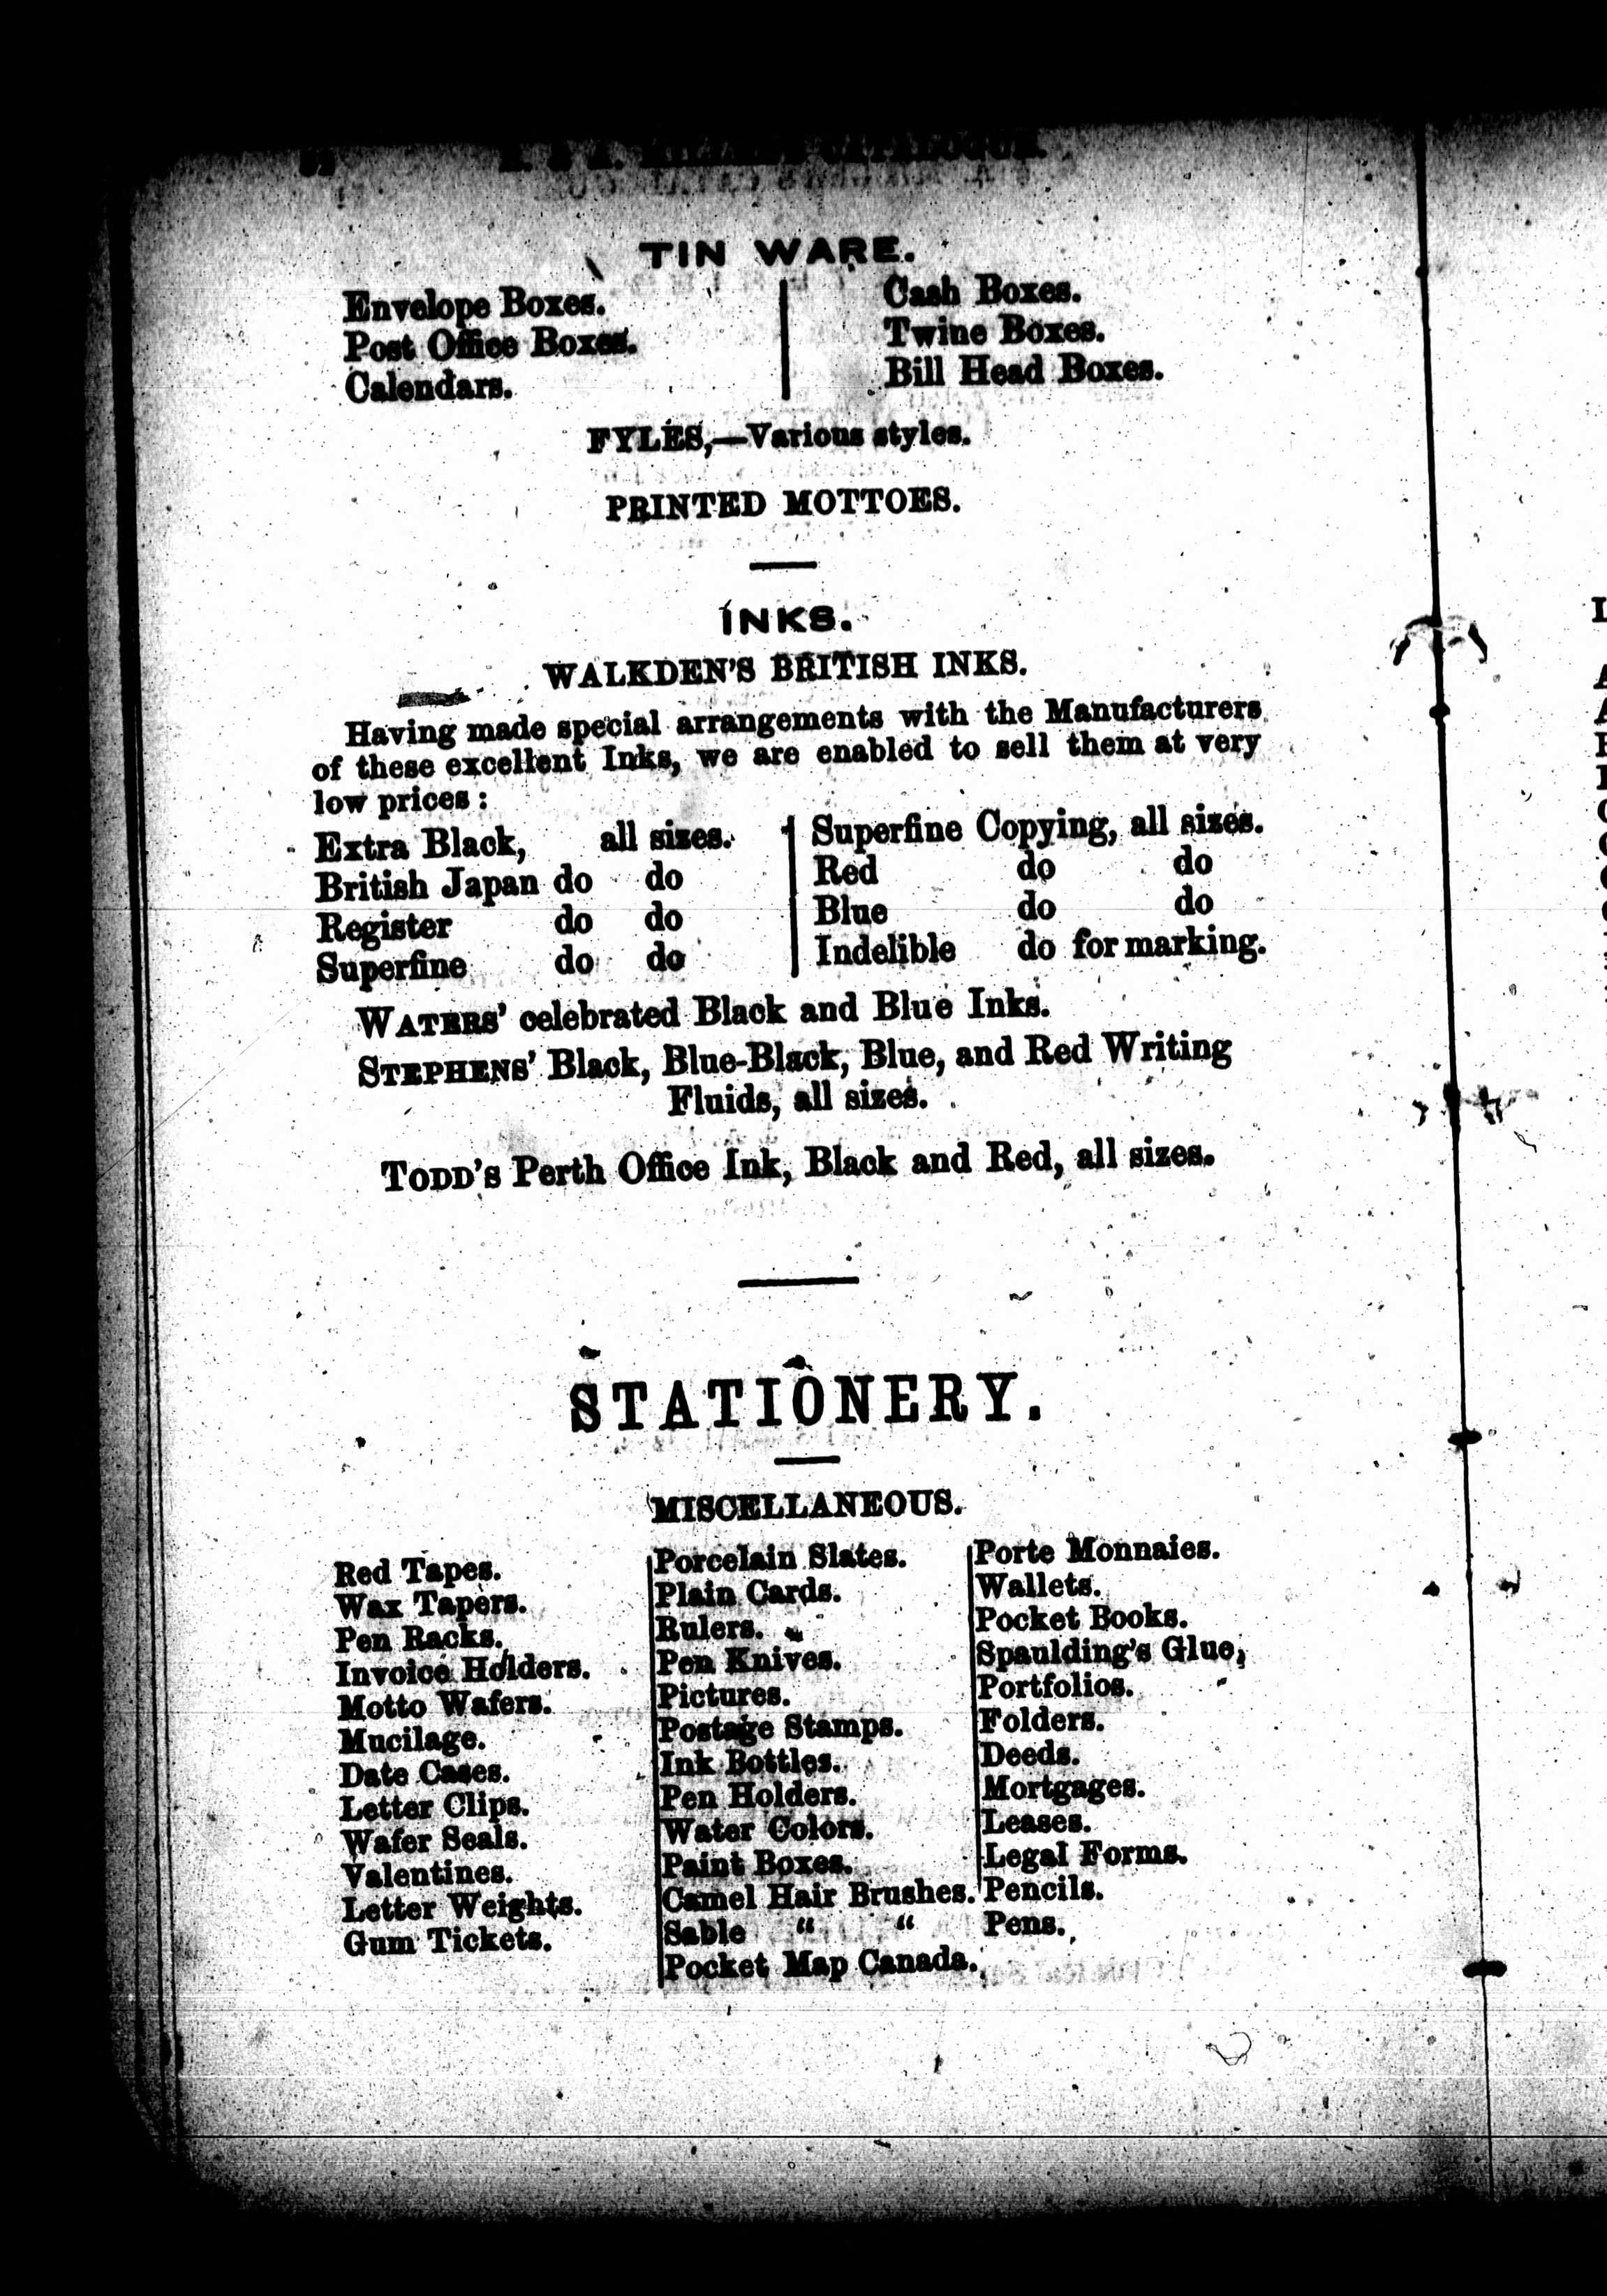 CATALOGUE.
TIN WARE.
Envelope Boxes.
Post Office Boxes.
Calendars.
Cash Boxes.
Twine Boxes.
Bill Head Boxes.
FYLES,—Various styles.
PRINTED MOTTOES.
INKS.
WALKDEN'S BRITISH INKS.
Having made special arrangements with the Manufacturers
of these excellent Inks, we are enabled to sell them at very
low prices:
Extra Black, all sizes.
British Japan do do
Register do do
Superfine do do
Superfine Copying, all sizes.
Red do do
Blue do do
Indelible do for marking.
WATERS' celebrated Black and Blue Inks.
STEPHENS' Black, Blue-Black, Blue, and Red Writing
Fluids, all sizes.
TODD'S Perth Office Ink, Black and Red, all sizes.
STATIONERY.
MISCELLANEOUS.
Red Tapes.
Wax Tapers.
Pen Racks.
Invoice Holders.
Motto Wafers.
Mucilage.
Date Cases.
Letter Clips.
Wafer Seals.
Valentines.
Letter Weights.
Gum Tickets.
Porcelain Slates.
Plain Cards.
Rulers.
Pen Knives.
Pictures.
Postage Stamps.
Ink Bottles.
Pen Holders.
Water Colors.
Paint Boxes.
Camel Hair Brushes.
Sable " "
Pocket Map Canada.
Porte Monnaies.
Wallets.
Pocket Books.
Spaulding's Glue,
Portfolios.
Folders.
Deeds.
Mortgages.
Leases.
Legal Forms.
Pencils.
Pens.